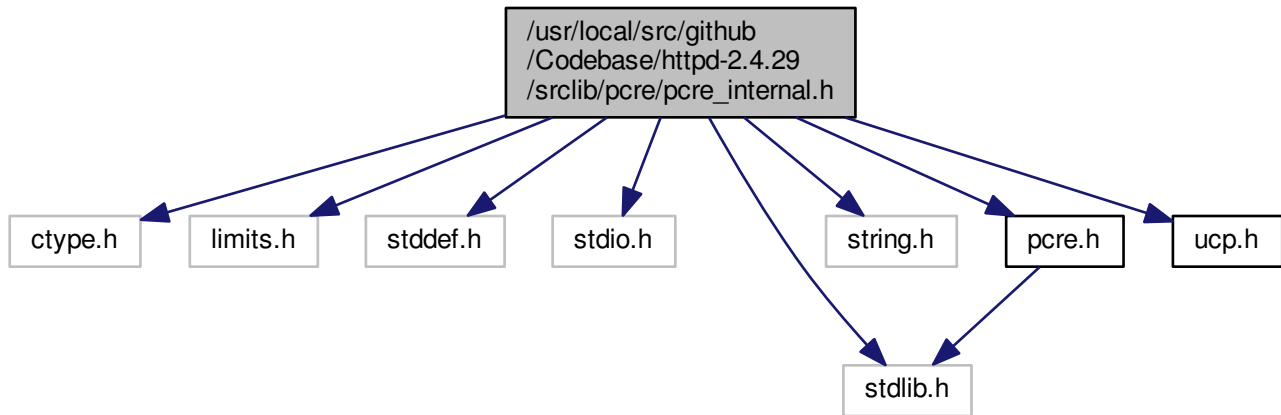 /usr/local/src/github
/Codebase/httpd-2.4.29
/srclib/pcre/pcre_internal.h
ctype.h
limits.h
stddef.h
stdio.h
string.h
pcre.h
ucp.h
stdlib.h